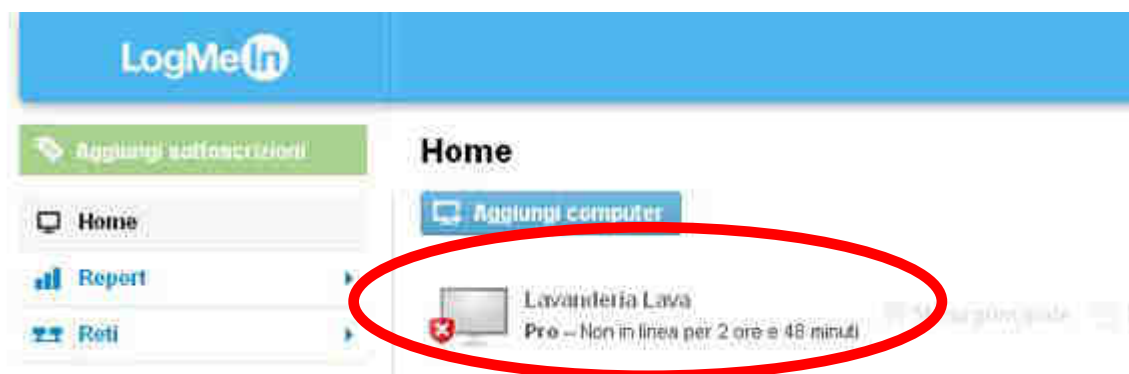 LogMeIn
Aggiungi sottoscrizioni
Home
Home
Aggiungi computer
Report
Reti
Lavanderia Lava
Pro – Non in linea per 2 ore e 48 minuti